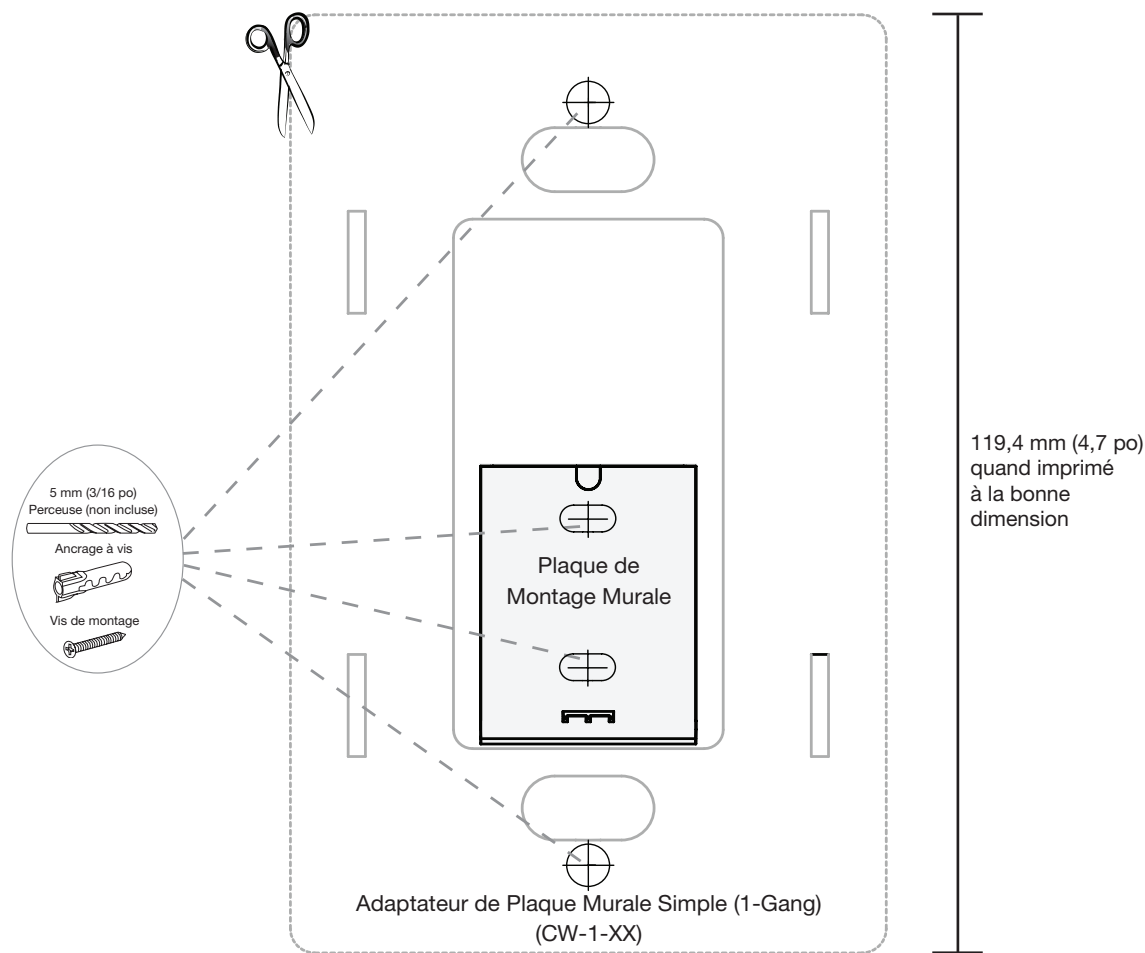 5 mm (3/16 po)
Perceuse (non incluse)
Ancrage à vis
Vis de montage
Plaque de
Montage Murale
119,4 mm (4,7 po)
quand imprimé
à la bonne
dimension
Adaptateur de Plaque Murale Simple (1-Gang)
(CW-1-XX)